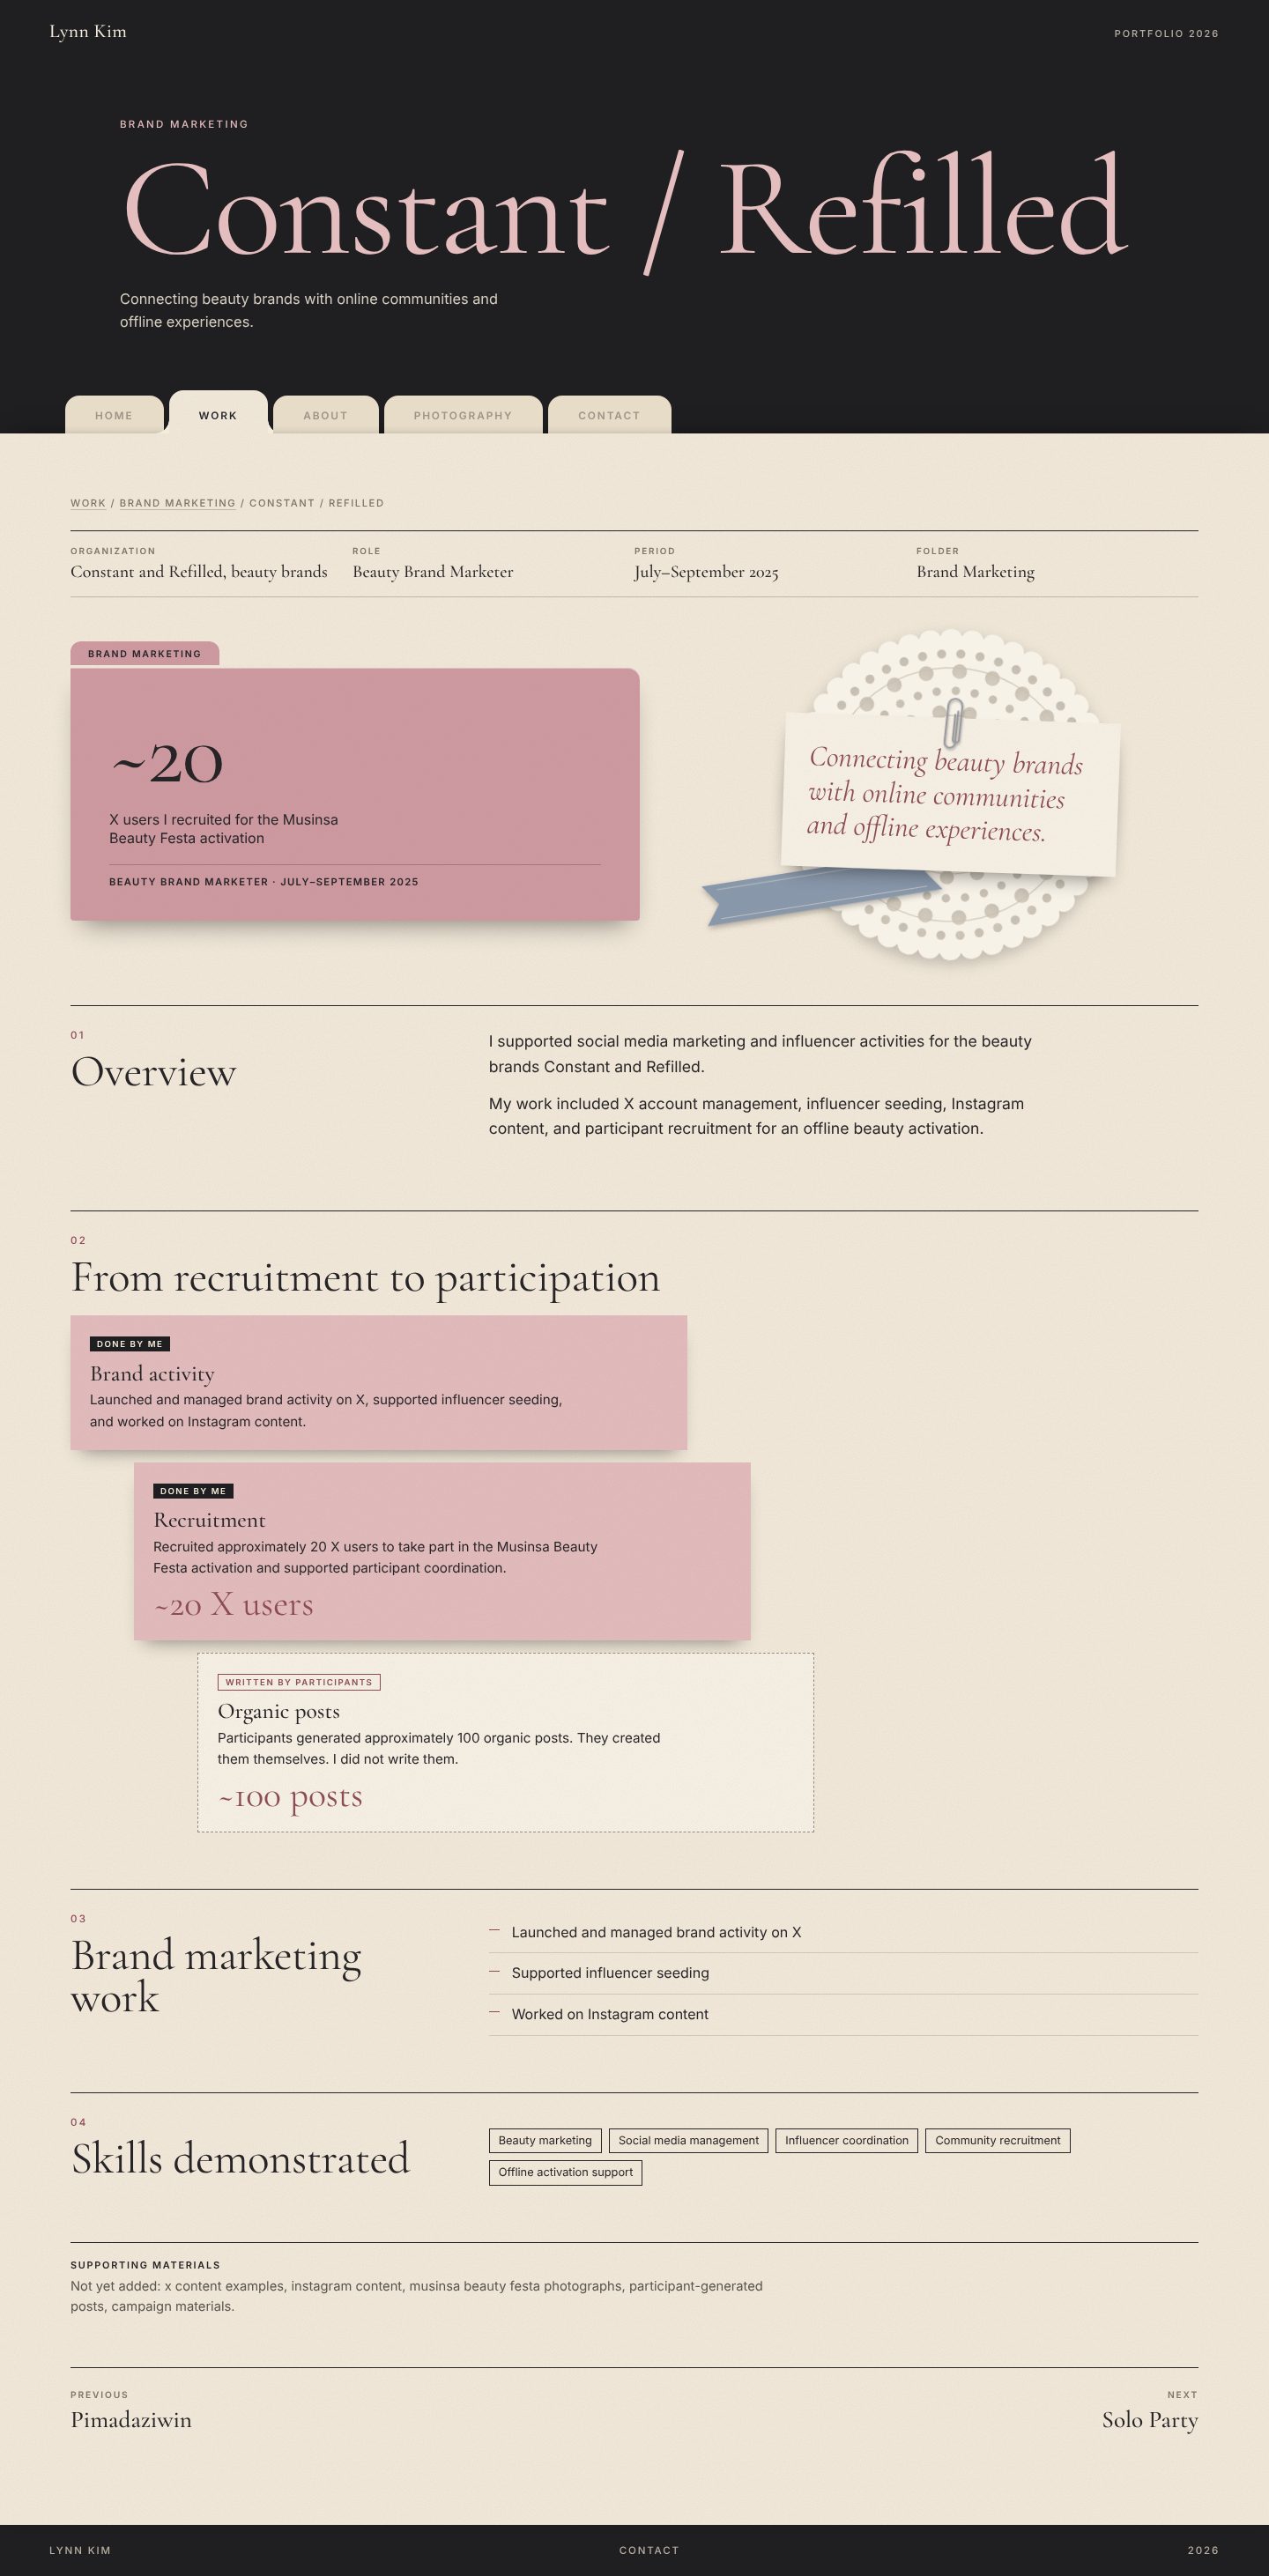 Lynn Kim
PORTFOLIO 2026
BRAND MARKETING
Constant / Refilled
Connecting beauty brands with online communities and
offline experiences.
HOME
WORK
ABOUT
PHOTOGRAPHY
CONTACT
WORK / BRAND MARKETING / CONSTANT / REFILLED
ORGANIZATION
Constant and Refilled, beauty brands
ROLE
Beauty Brand Marketer
PERIOD
July–September 2025
FOLDER
Brand Marketing
BRAND MARKETING
~20
X users I recruited for the Musinsa
Beauty Festa activation
BEAUTY BRAND MARKETER · JULY–SEPTEMBER 2025
Connecting beauty brands
with online communities
and offline experiences.
01
Overview
I supported social media marketing and influencer activities for the beauty
brands Constant and Refilled.
My work included X account management, influencer seeding, Instagram
content, and participant recruitment for an offline beauty activation.
02
From recruitment to participation
DONE BY ME
Brand activity
Launched and managed brand activity on X, supported influencer seeding,
and worked on Instagram content.
DONE BY ME
Recruitment
Recruited approximately 20 X users to take part in the Musinsa Beauty
Festa activation and supported participant coordination.
~20 X users
WRITTEN BY PARTICIPANTS
Organic posts
Participants generated approximately 100 organic posts. They created
them themselves. I did not write them.
~100 posts
03
Brand marketing
work
— Launched and managed brand activity on X
— Supported influencer seeding
— Worked on Instagram content
04
Skills demonstrated
Beauty marketing
Social media management
Influencer coordination
Community recruitment
Offline activation support
SUPPORTING MATERIALS
Not yet added: x content examples, instagram content, musinsa beauty festa photographs, participant-generated
posts, campaign materials.
PREVIOUS
Pimadaziwin
NEXT
Solo Party
LYNN KIM
CONTACT
2026